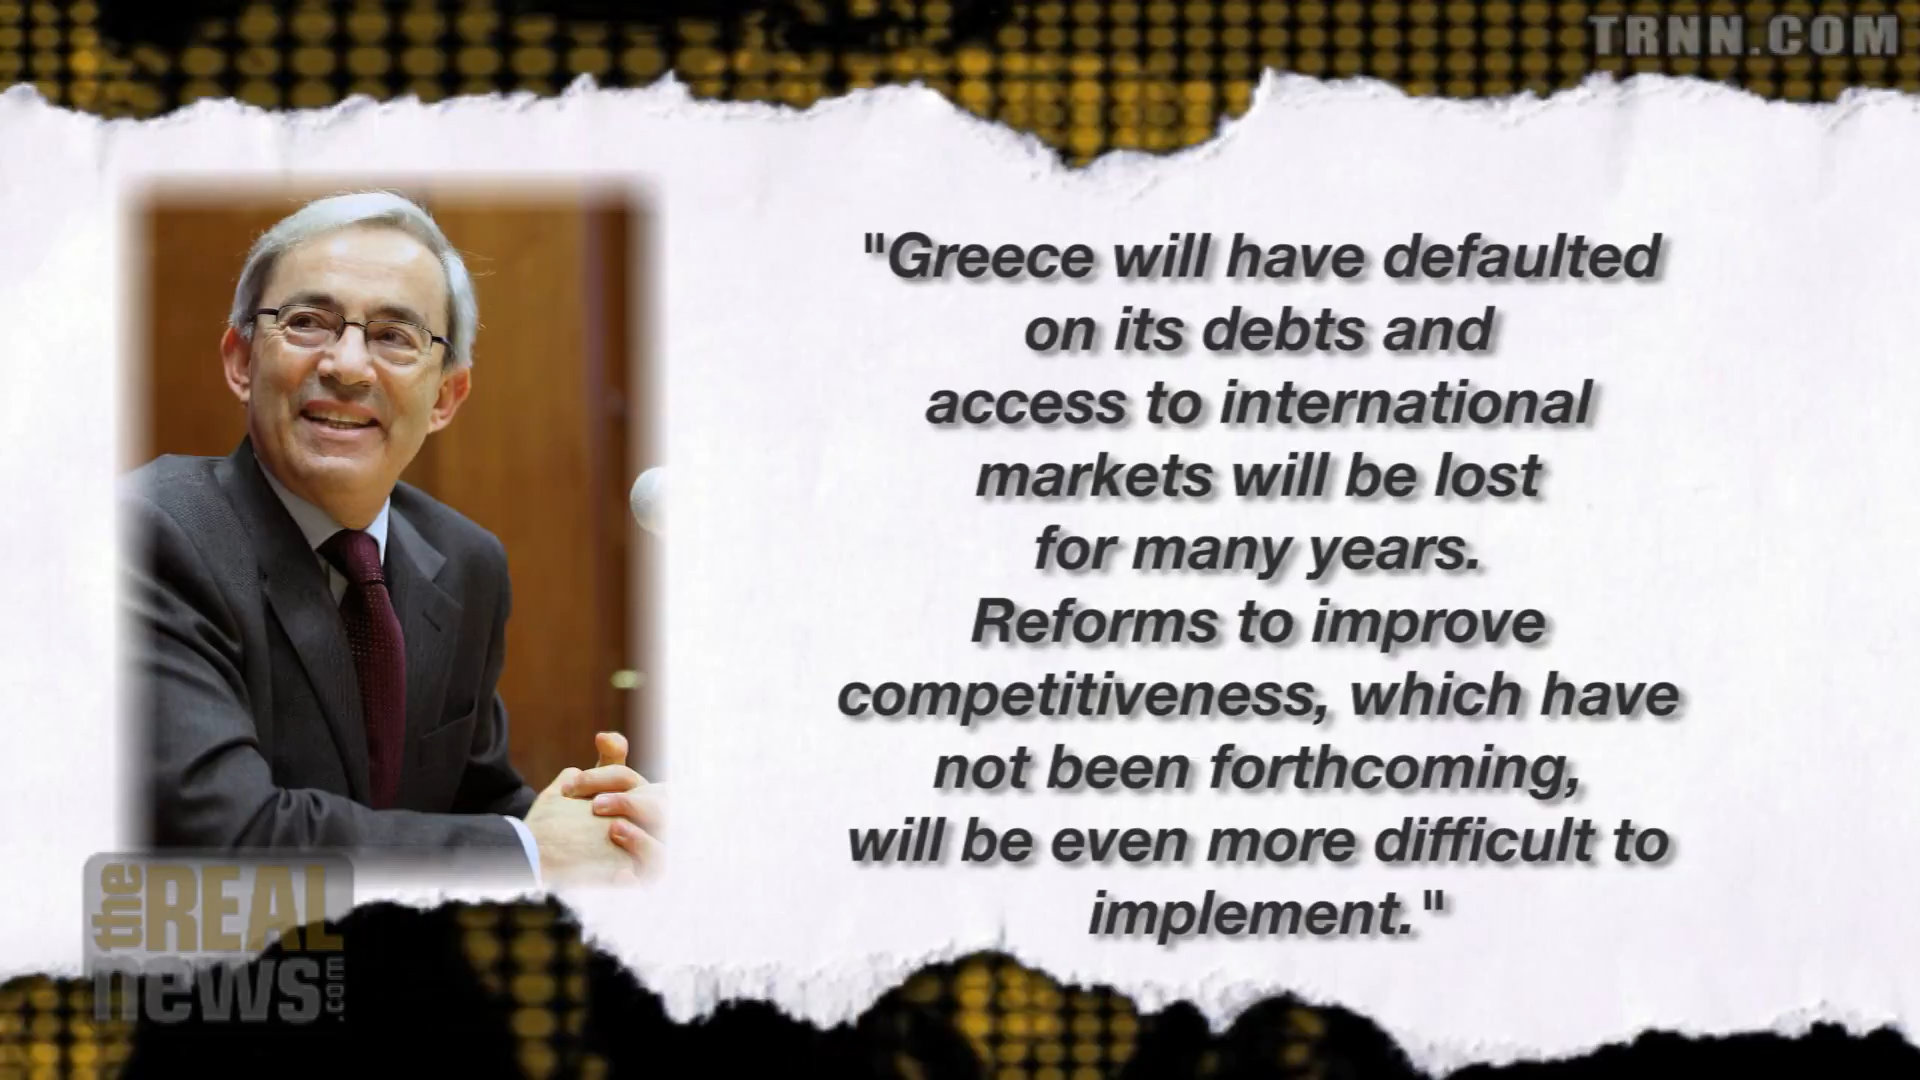 TRNN.COM
"Greece will have defaulted
on its debts and
access to international
markets will be lost
for many years.
Reforms to improve
competitiveness, which have
not been forthcoming,
will be even more difficult to
implement."
the REAL
news.com